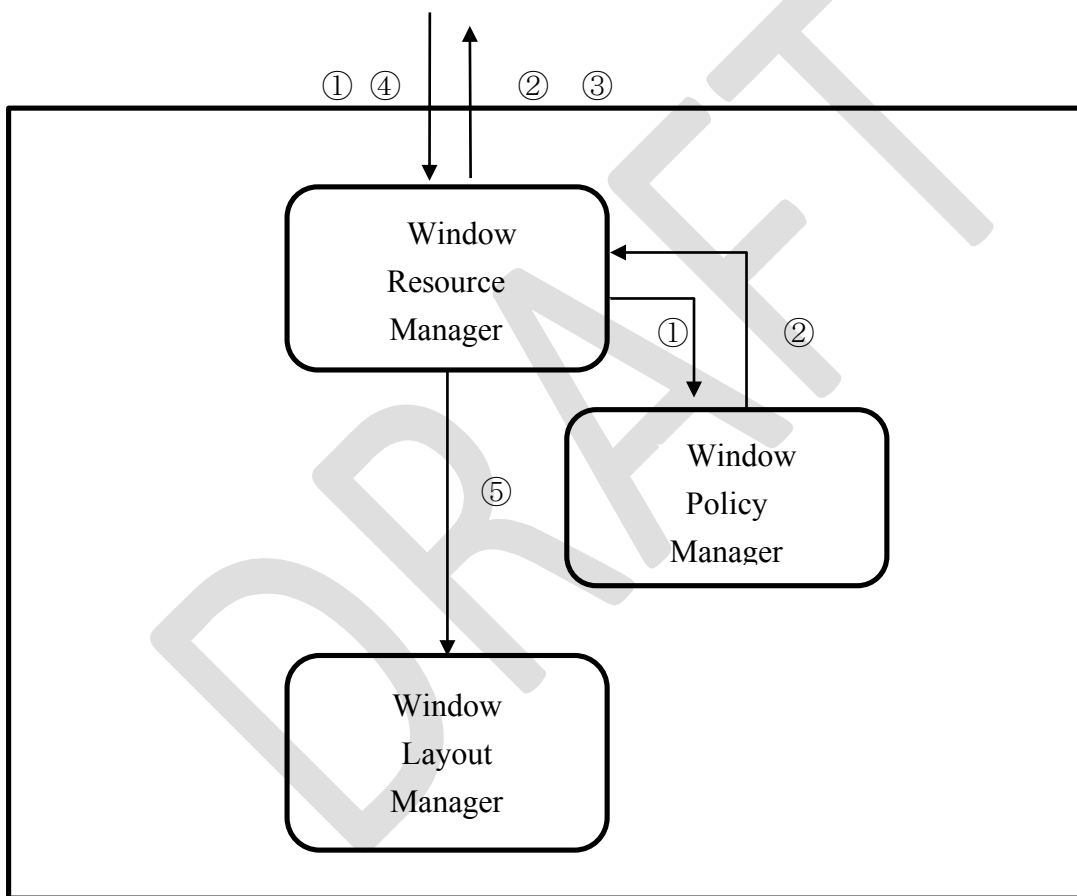 ① ④ ② ③
Window
Resource
Manager
① ②
Window
Policy
Manager
⑤
Window
Layout
Manager
DRAFT